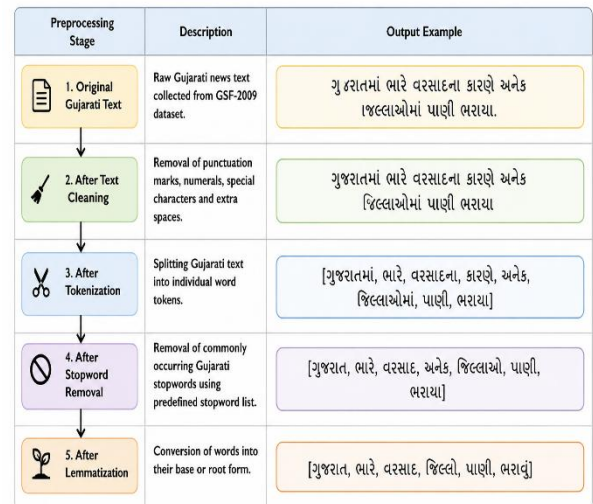 Preprocessing
Stage
Description
Output Example
1. Original
Gujarati Text
Raw Gujarati news text
collected from GSF-2009
dataset.
ગુ ૪રાતમાં ભારે વરસાદના કારણે અનેક
જિલ્લાઓમાં પાણી ભરાયા.
2. After Text
Cleaning
Removal of punctuation
marks, numerals, special
characters and extra
spaces.
ગુજરાતમાં ભારે વરસાદના કારણે અનેક
જિલ્લાઓમાં પાણી ભરાયા
3. After
Tokenization
Splitting Gujarati text
into individual word
tokens.
[ગુજરાતમાં, ભારે, વરસાદના, કારણે, અનેક,
જિલ્લાઓમાં, પાણી, ભરાયા]
4. After
Stopword
Removal
Removal of commonly
occurring Gujarati
stopwords using
predefined stopword list.
[ગુજરાત, ભારે, વરસાદ, અનેક, જિલ્લાઓ, પાણી,
ભરાયા]
5. After
Lemmatization
Conversion of words into
their base or root form.
[ગુજરાત, ભારે, વરસાદ, જિલ્લો, પાણી, ભરાવું]